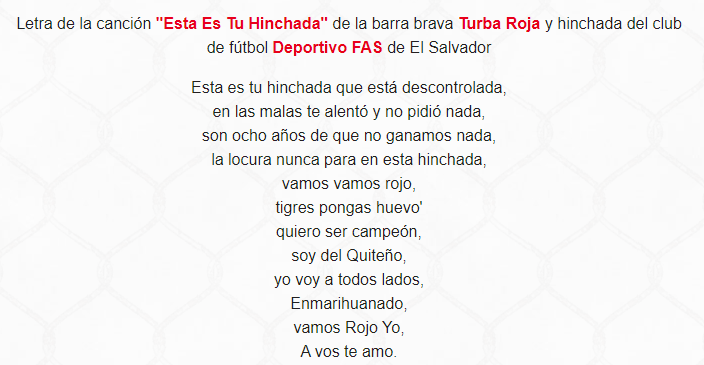 Letra de la canción "Esta Es Tu Hinchada" de la barra brava Turba Roja y hinchada del club
de fútbol Deportivo FAS de El Salvador
Esta es tu hinchada que está descontrolada,
en las malas te alentó y no pidió nada,
son ocho años de que no ganamos nada,
la locura nunca para en esta hinchada,
vamos vamos rojo,
tigres pongas huevo'
quiero ser campeón,
soy del Quiteño,
yo voy a todos lados,
Enmarihuanado,
vamos Rojo Yo,
A vos te amo.